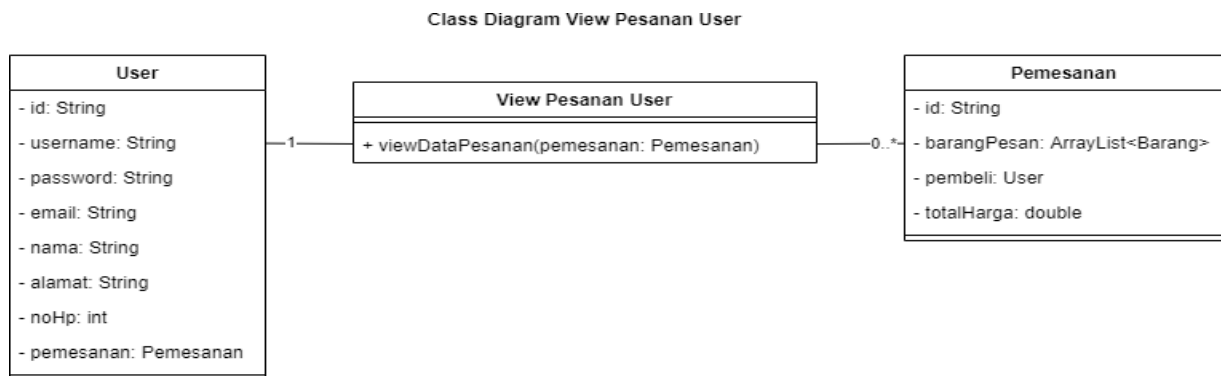 Class Diagram View Pesanan User
User
- id: String
- username: String
- password: String
- email: String
- nama: String
- alamat: String
- noHp: int
- pemesanan: Pemesanan
1
View Pesanan User
+ viewDataPesanan(pemesanan: Pemesanan)
0..*
Pemesanan
- id: String
- barangPesan: ArrayList<Barang>
- pembeli: User
- totalHarga: double